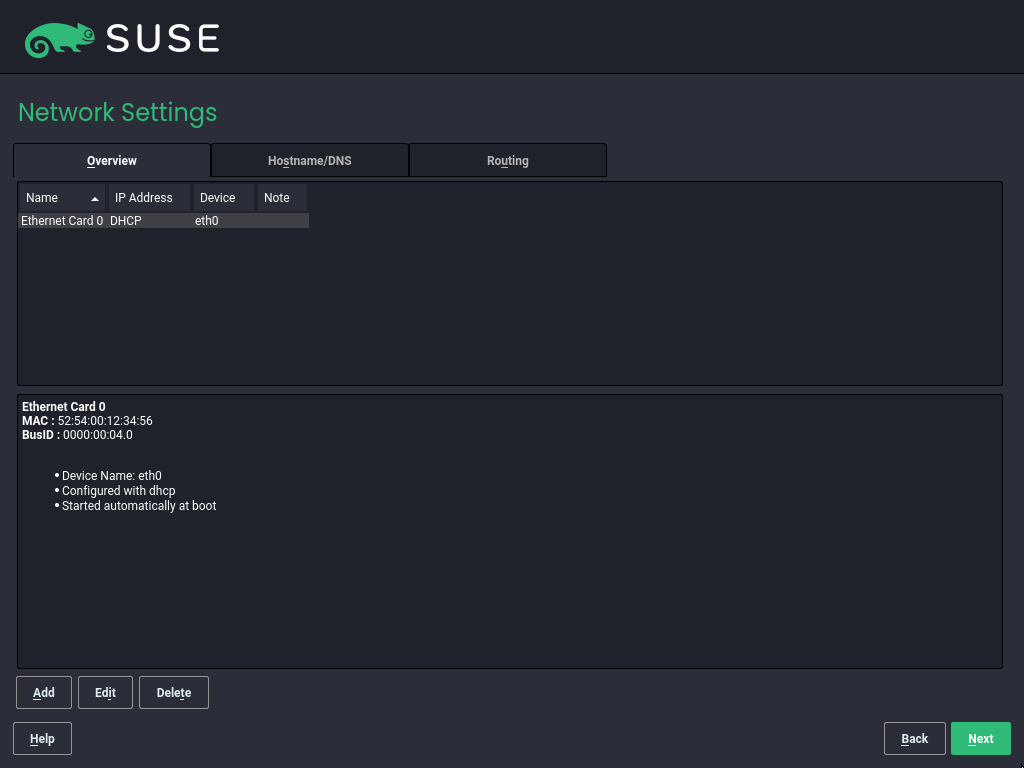 SUSE
Network Settings
Overview Hostname/DNS Routing
Name IP Address Device Note
Ethernet Card 0 DHCP eth0
Ethernet Card 0
MAC : 52:54:00:12:34:56
BusID : 0000:00:04.0
• Device Name: eth0
• Configured with dhcp
• Started automatically at boot
Add Edit Delete
Help Back Next